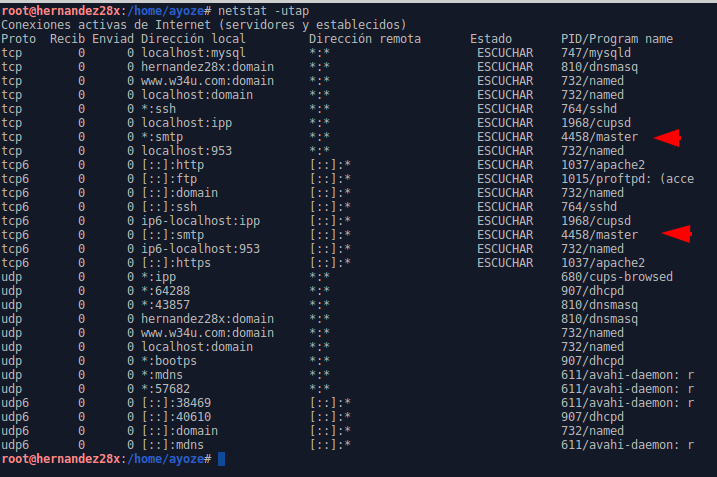 root@hernandez28x:/home/ayoze# netstat -utap
Conexiones activas de Internet (servidores y establecidos)
Proto Recib Enviad Dirección local Dirección remota Estado PID/Program name
tcp 0 0 localhost:mysql *:* ESCUCHAR 747/mysqld
tcp 0 0 hernandez28x:domain *:* ESCUCHAR 810/dnsmasq
tcp 0 0 www.w34u.com:domain *:* ESCUCHAR 732/named
tcp 0 0 localhost:domain *:* ESCUCHAR 732/named
tcp 0 0 *:ssh *:* ESCUCHAR 764/sshd
tcp 0 0 localhost:ipp *:* ESCUCHAR 1968/cupsd
tcp 0 0 *:smtp *:* ESCUCHAR 4458/master
tcp 0 0 localhost:953 *:* ESCUCHAR 732/named
tcp6 0 0 [::]:http [::]:* ESCUCHAR 1037/apache2
tcp6 0 0 [::]:ftp [::]:* ESCUCHAR 1015/proftpd: (acce
tcp6 0 0 [::]:domain [::]:* ESCUCHAR 732/named
tcp6 0 0 [::]:ssh [::]:* ESCUCHAR 764/sshd
tcp6 0 0 ip6-localhost:ipp [::]:* ESCUCHAR 1968/cupsd
tcp6 0 0 [::]:smtp [::]:* ESCUCHAR 4458/master
tcp6 0 0 ip6-localhost:953 [::]:* ESCUCHAR 732/named
tcp6 0 0 [::]:https [::]:* ESCUCHAR 1037/apache2
udp 0 0 *:ipp *:* 680/cups-browsed
udp 0 0 *:64288 *:* 907/dhcpd
udp 0 0 *:43857 *:* 810/dnsmasq
udp 0 0 hernandez28x:domain *:* 810/dnsmasq
udp 0 0 www.w34u.com:domain *:* 732/named
udp 0 0 localhost:domain *:* 732/named
udp 0 0 *:bootps *:* 907/dhcpd
udp 0 0 *:mdns *:* 611/avahi-daemon: r
udp 0 0 *:57682 *:* 611/avahi-daemon: r
udp6 0 0 [::]:38469 [::]:* 611/avahi-daemon: r
udp6 0 0 [::]:40610 [::]:* 907/dhcpd
udp6 0 0 [::]:domain [::]:* 732/named
udp6 0 0 [::]:mdns [::]:* 611/avahi-daemon: r
root@hernandez28x:/home/ayoze#